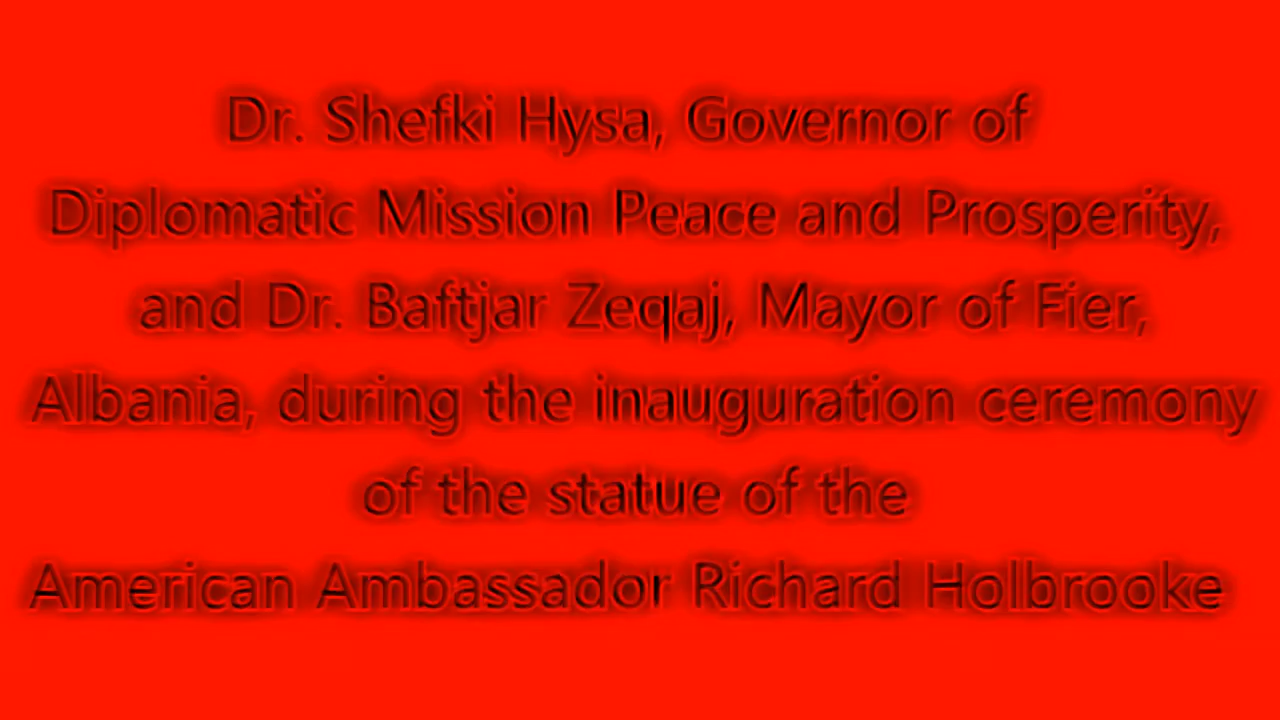 Dr. Shefki Hysa, Governor of
Diplomatic Mission Peace and Prosperity,
and Dr. Baftjar Zeqaj, Mayor of Fier,
Albania, during the inauguration ceremony
of the statue of the
American Ambassador Richard Holbrooke